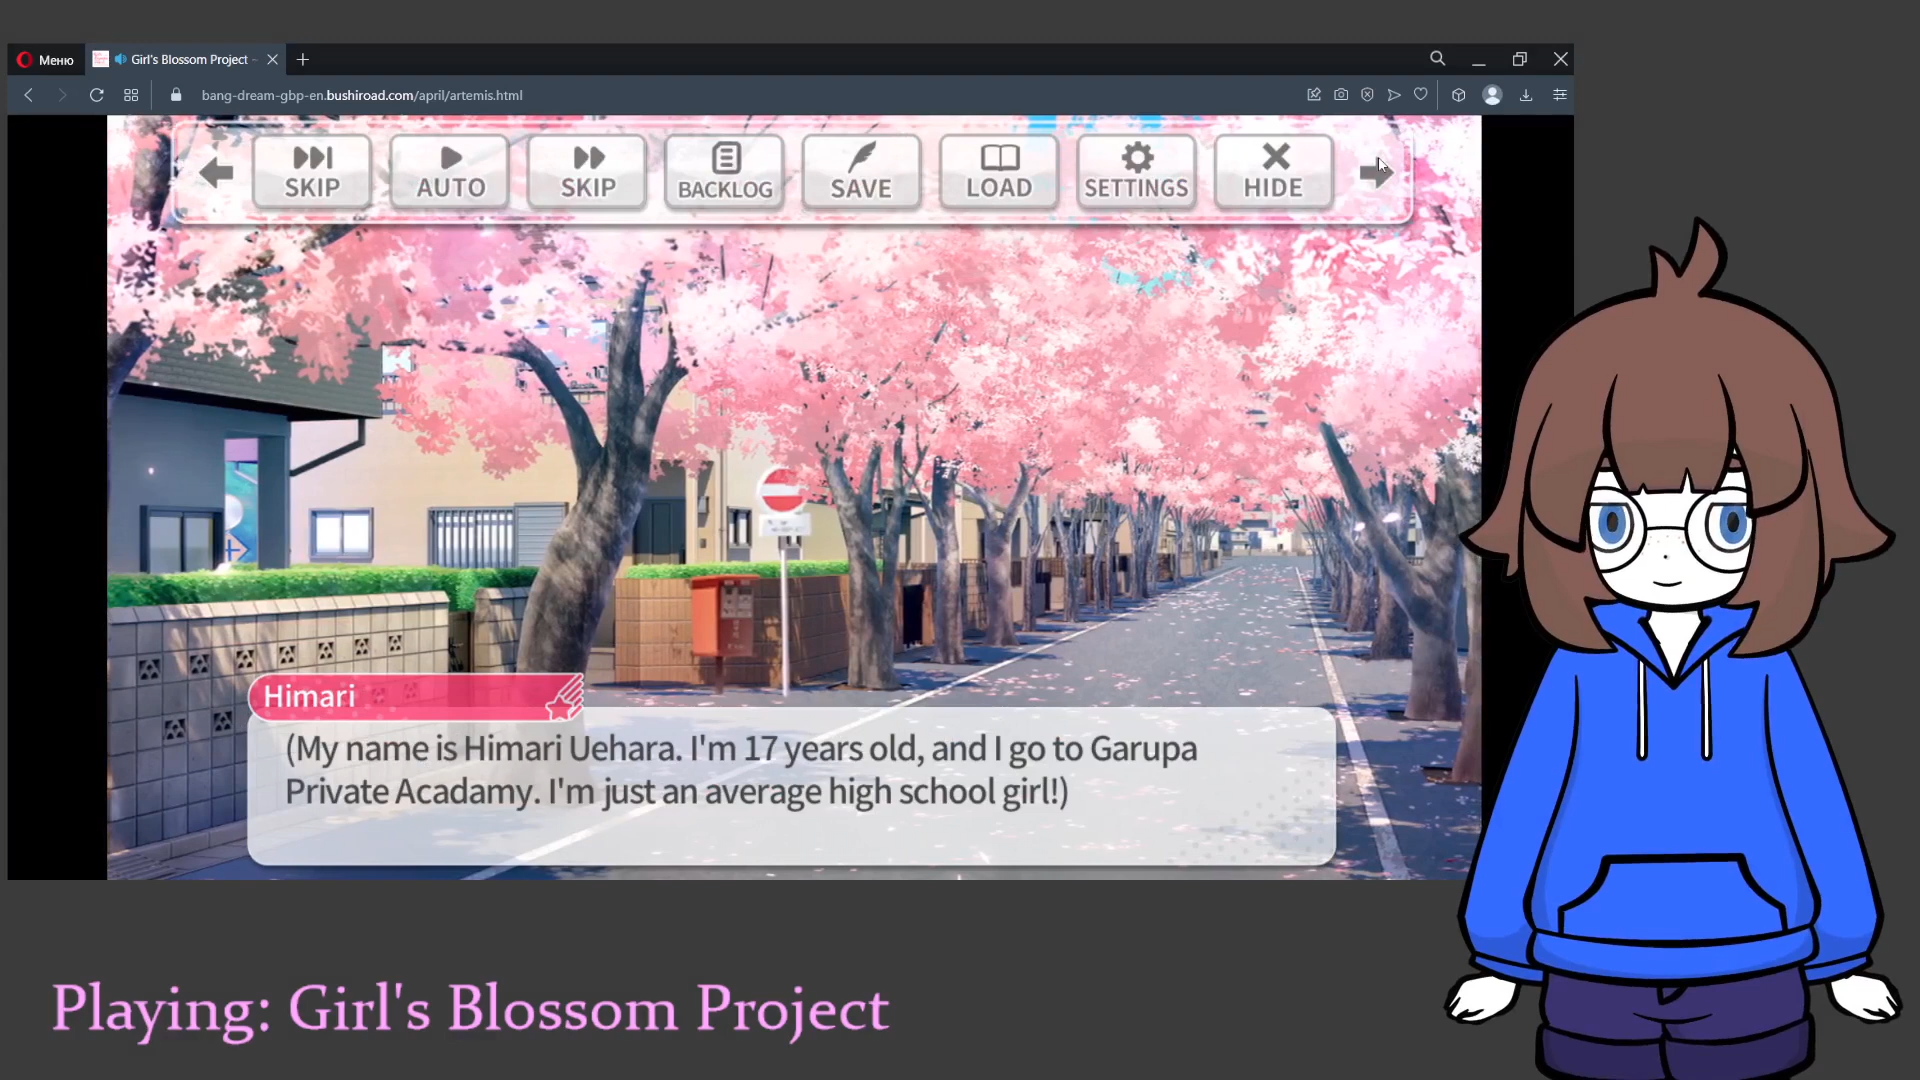 Меню
Girl's Blossom Project -
bang-dream-gbp-en.bushiroad.com/april/artemis.html
SKIP
AUTO
SKIP
BACKLOG
SAVE
LOAD
SETTINGS
HIDE
Himari
(My name is Himari Uehara. I'm 17 years old, and I go to Garupa
Private Acadamy. I'm just an average high school girl!)
Playing: Girl's Blossom Project